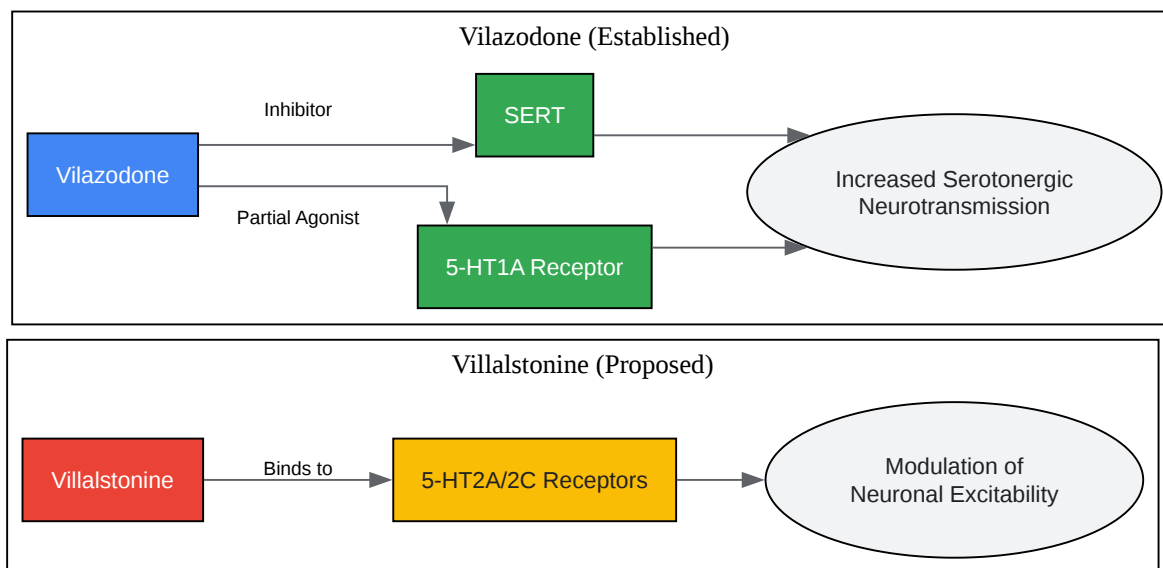 Vilazodone (Established)
Inhibitor
SERT
Vilazodone
Increased Serotonergic
Neurotransmission
Partial Agonist
5-HT1A Receptor
Villalstonine (Proposed)
Villalstonine
Binds to
5-HT2A/2C Receptors
Modulation of
Neuronal Excitability